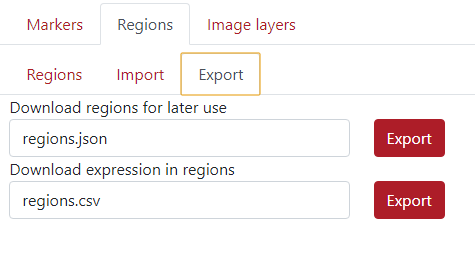 Markers Regions Image layers
Regions Import Export
Download regions for later use
regions.json Export
Download expression in regions
regions.csv Export